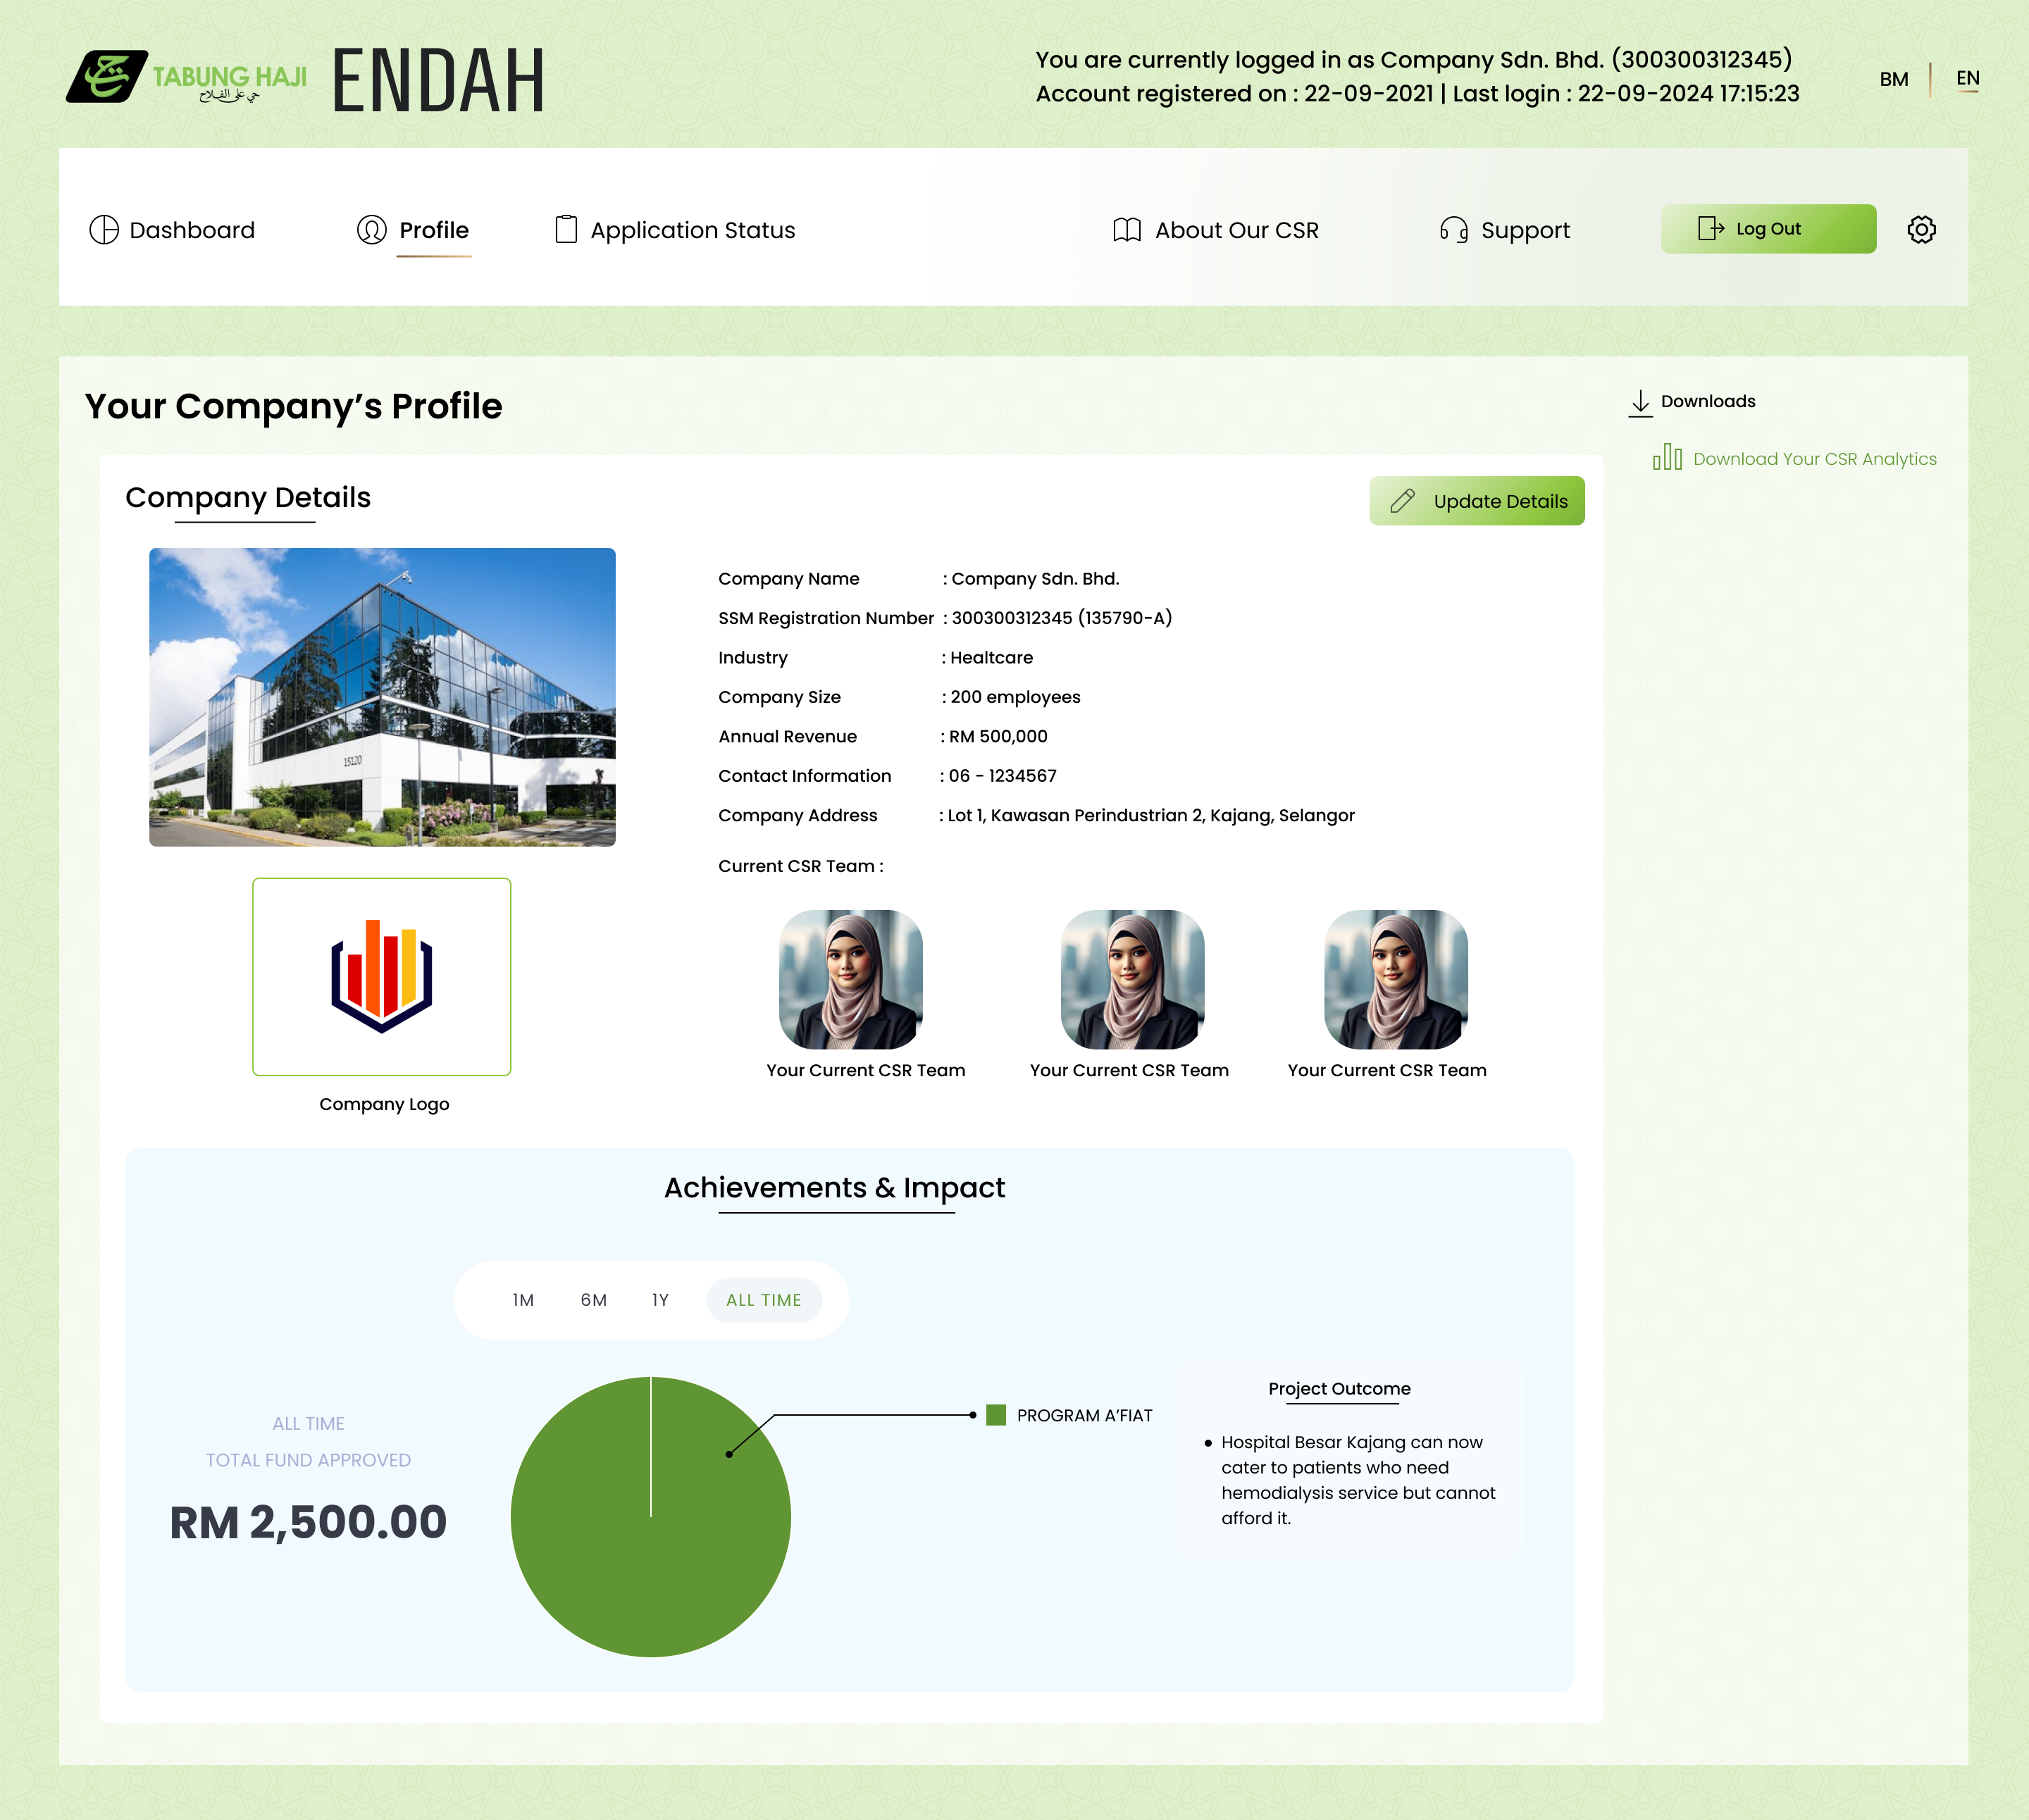 TABUNG HAJI
حي على الفلاح
ENDAH
You are currently logged in as Company Sdn. Bhd. (300300312345)
Account registered on : 22-09-2021 | Last login : 22-09-2024 17:15:23
BM
EN
Dashboard
Profile
Application Status
About Our CSR
Support
Log Out
Your Company’s Profile
Downloads
Download Your CSR Analytics
Company Details
Update Details
15120
Company Name : Company Sdn. Bhd.
SSM Registration Number : 300300312345 (135790-A)
Industry : Healtcare
Company Size : 200 employees
Annual Revenue : RM 500,000
Contact Information : 06 - 1234567
Company Address : Lot 1, Kawasan Perindustrian 2, Kajang, Selangor
Current CSR Team :
Your Current CSR Team
Your Current CSR Team
Your Current CSR Team
Company Logo
Achievements & Impact
1M
6M
1Y
ALL TIME
ALL TIME
TOTAL FUND APPROVED
RM 2,500.00
PROGRAM A’FIAT
Project Outcome
• Hospital Besar Kajang can now
cater to patients who need
hemodialysis service but cannot
afford it.